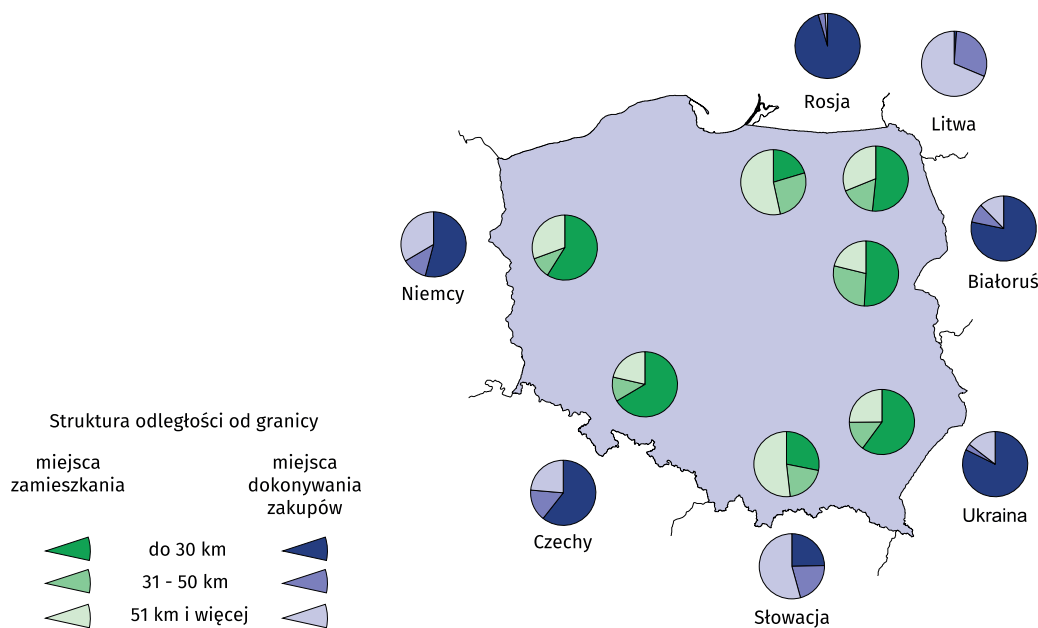 Rosja
Litwa
Białoruś
Niemcy
Struktura odległości od granicy
miejsca
zamieszkania
miejsca
dokonywania
zakupów
do 30 km
31 - 50 km
51 km i więcej
Czechy
Ukraina
Słowacja